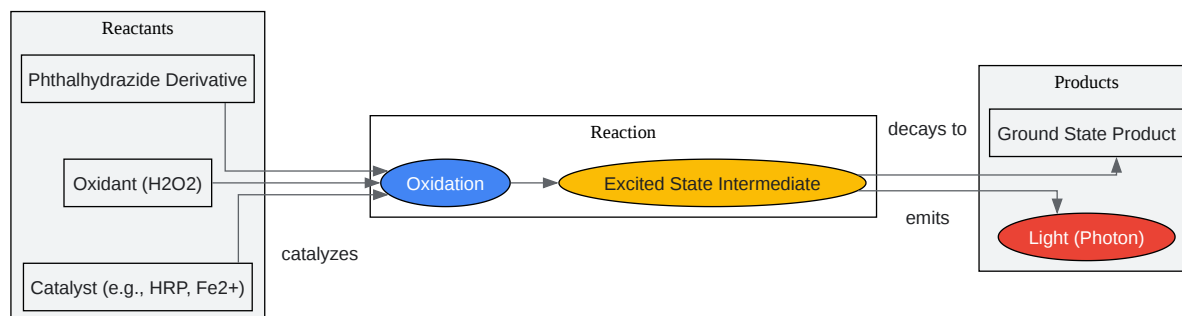 Reactants
Phthalhydrazide Derivative
Oxidant (H2O2)
Catalyst (e.g., HRP, Fe2+)
catalyzes
Reaction
Oxidation
Excited State Intermediate
decays to
emits
Products
Ground State Product
Light (Photon)